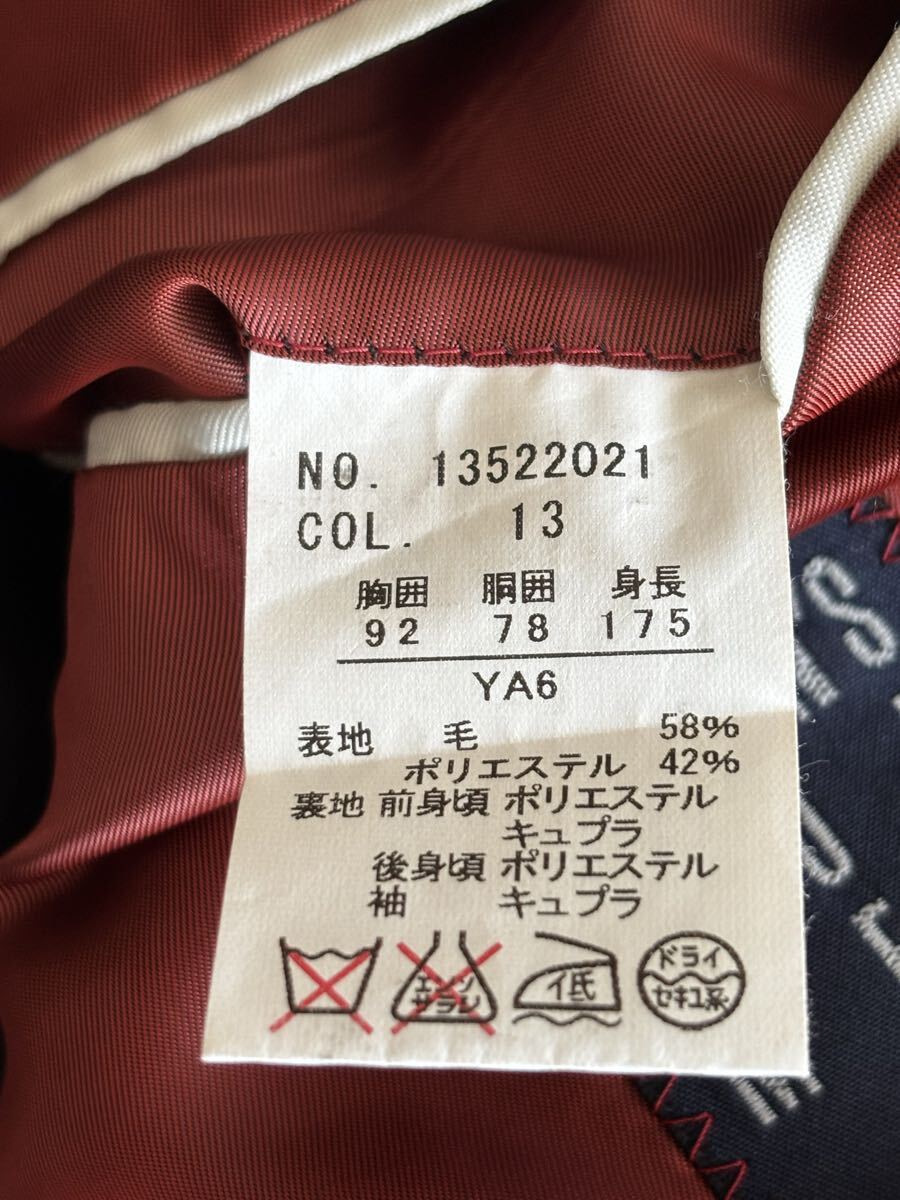 NO. 13522021
COL. 13
胸囲 胴囲 身長
92 78 175
YA6
表地 毛 58%
ポリエステル 42%
裏地 前身頃 ポリエステル
キュプラ
後身頃 ポリエステル
袖 キュプラ
エンソ
サラシ
イ氏
ドライ
セキユ系